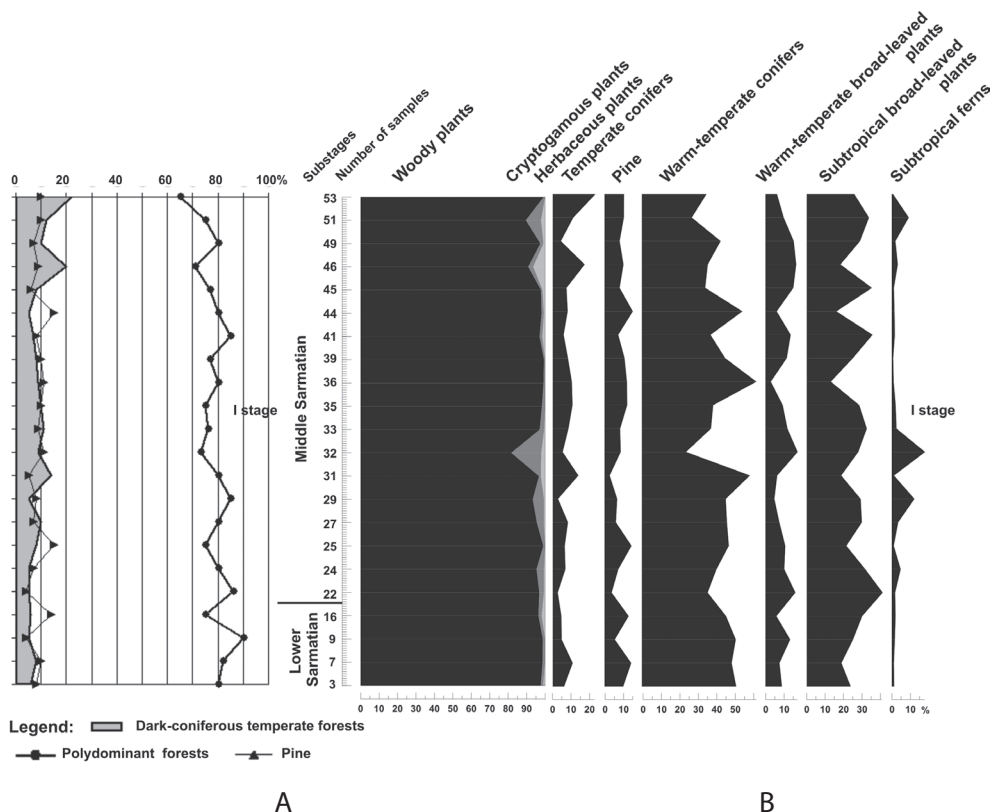 0 20 40 60 80 100%
Substages
Number of samples
Woody plants
Cryptogamous plants
Herbaceous plants
Temperate conifers
Pine
Warm-temperate conifers
Warm-temperate broad-leaved
plants
Subtropical broad-leaved
plants
Subtropical ferns
53
51
49
46
45
44
41
39
36
35
33
32
31
29
27
25
24
22
16
9
7
3
I stage
Middle Sarmatian
Lower
Sarmatian
I stage
0 10 20 30 40 50 60 70 80 90
0 10 20
0 10
0 10 20 30 40 50
0 10
0 10 20 30
0 10 %
Legend: Dark-coniferous temperate forests
Polydominant forests Pine
A B